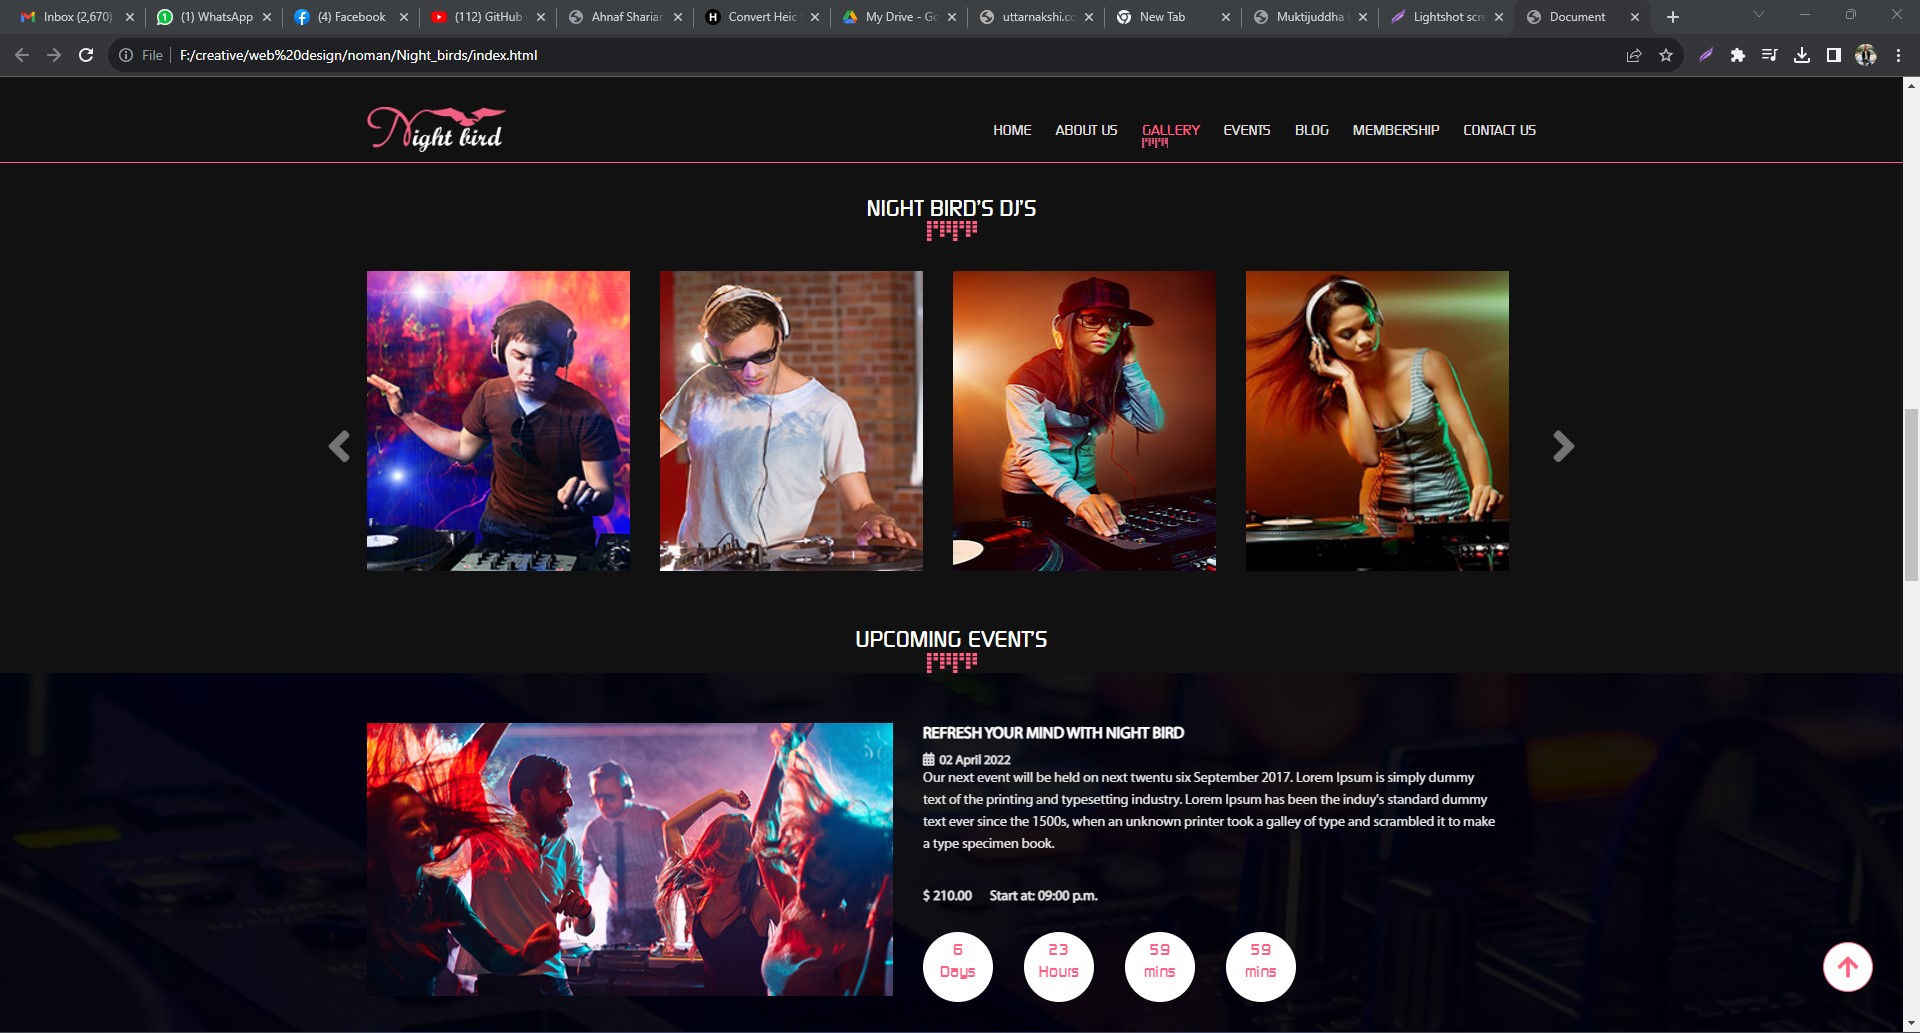 Inbox (2,670)
(1) WhatsApp
(4) Facebook
(112) GitHub
Ahnaf Sharia
Convert Heic
My Drive - Go
uttarnakshi.co
New Tab
Muktijuddha
Lightshot scre
Document
File
F:/creative/web%20design/noman/Night_birds/index.html
Night bird
HOME ABOUT US GALLERY EVENTS BLOG MEMBERSHIP CONTACT US
NIGHT BIRD'S DJ'S
UPCOMING EVENT'S
REFRESH YOUR MIND WITH NIGHT BIRD
02 April 2022
Our next event will be held on next twentu six September 2017. Lorem Ipsum is simply dummy
text of the printing and typesetting industry. Lorem Ipsum has been the induy's standard dummy
text ever since the 1500s, when an unknown printer took a galley of type and scrambled it to make
a type specimen book.
$ 210.00 Start at: 09:00 p.m.
6 23 59 59
Days Hours mins mins